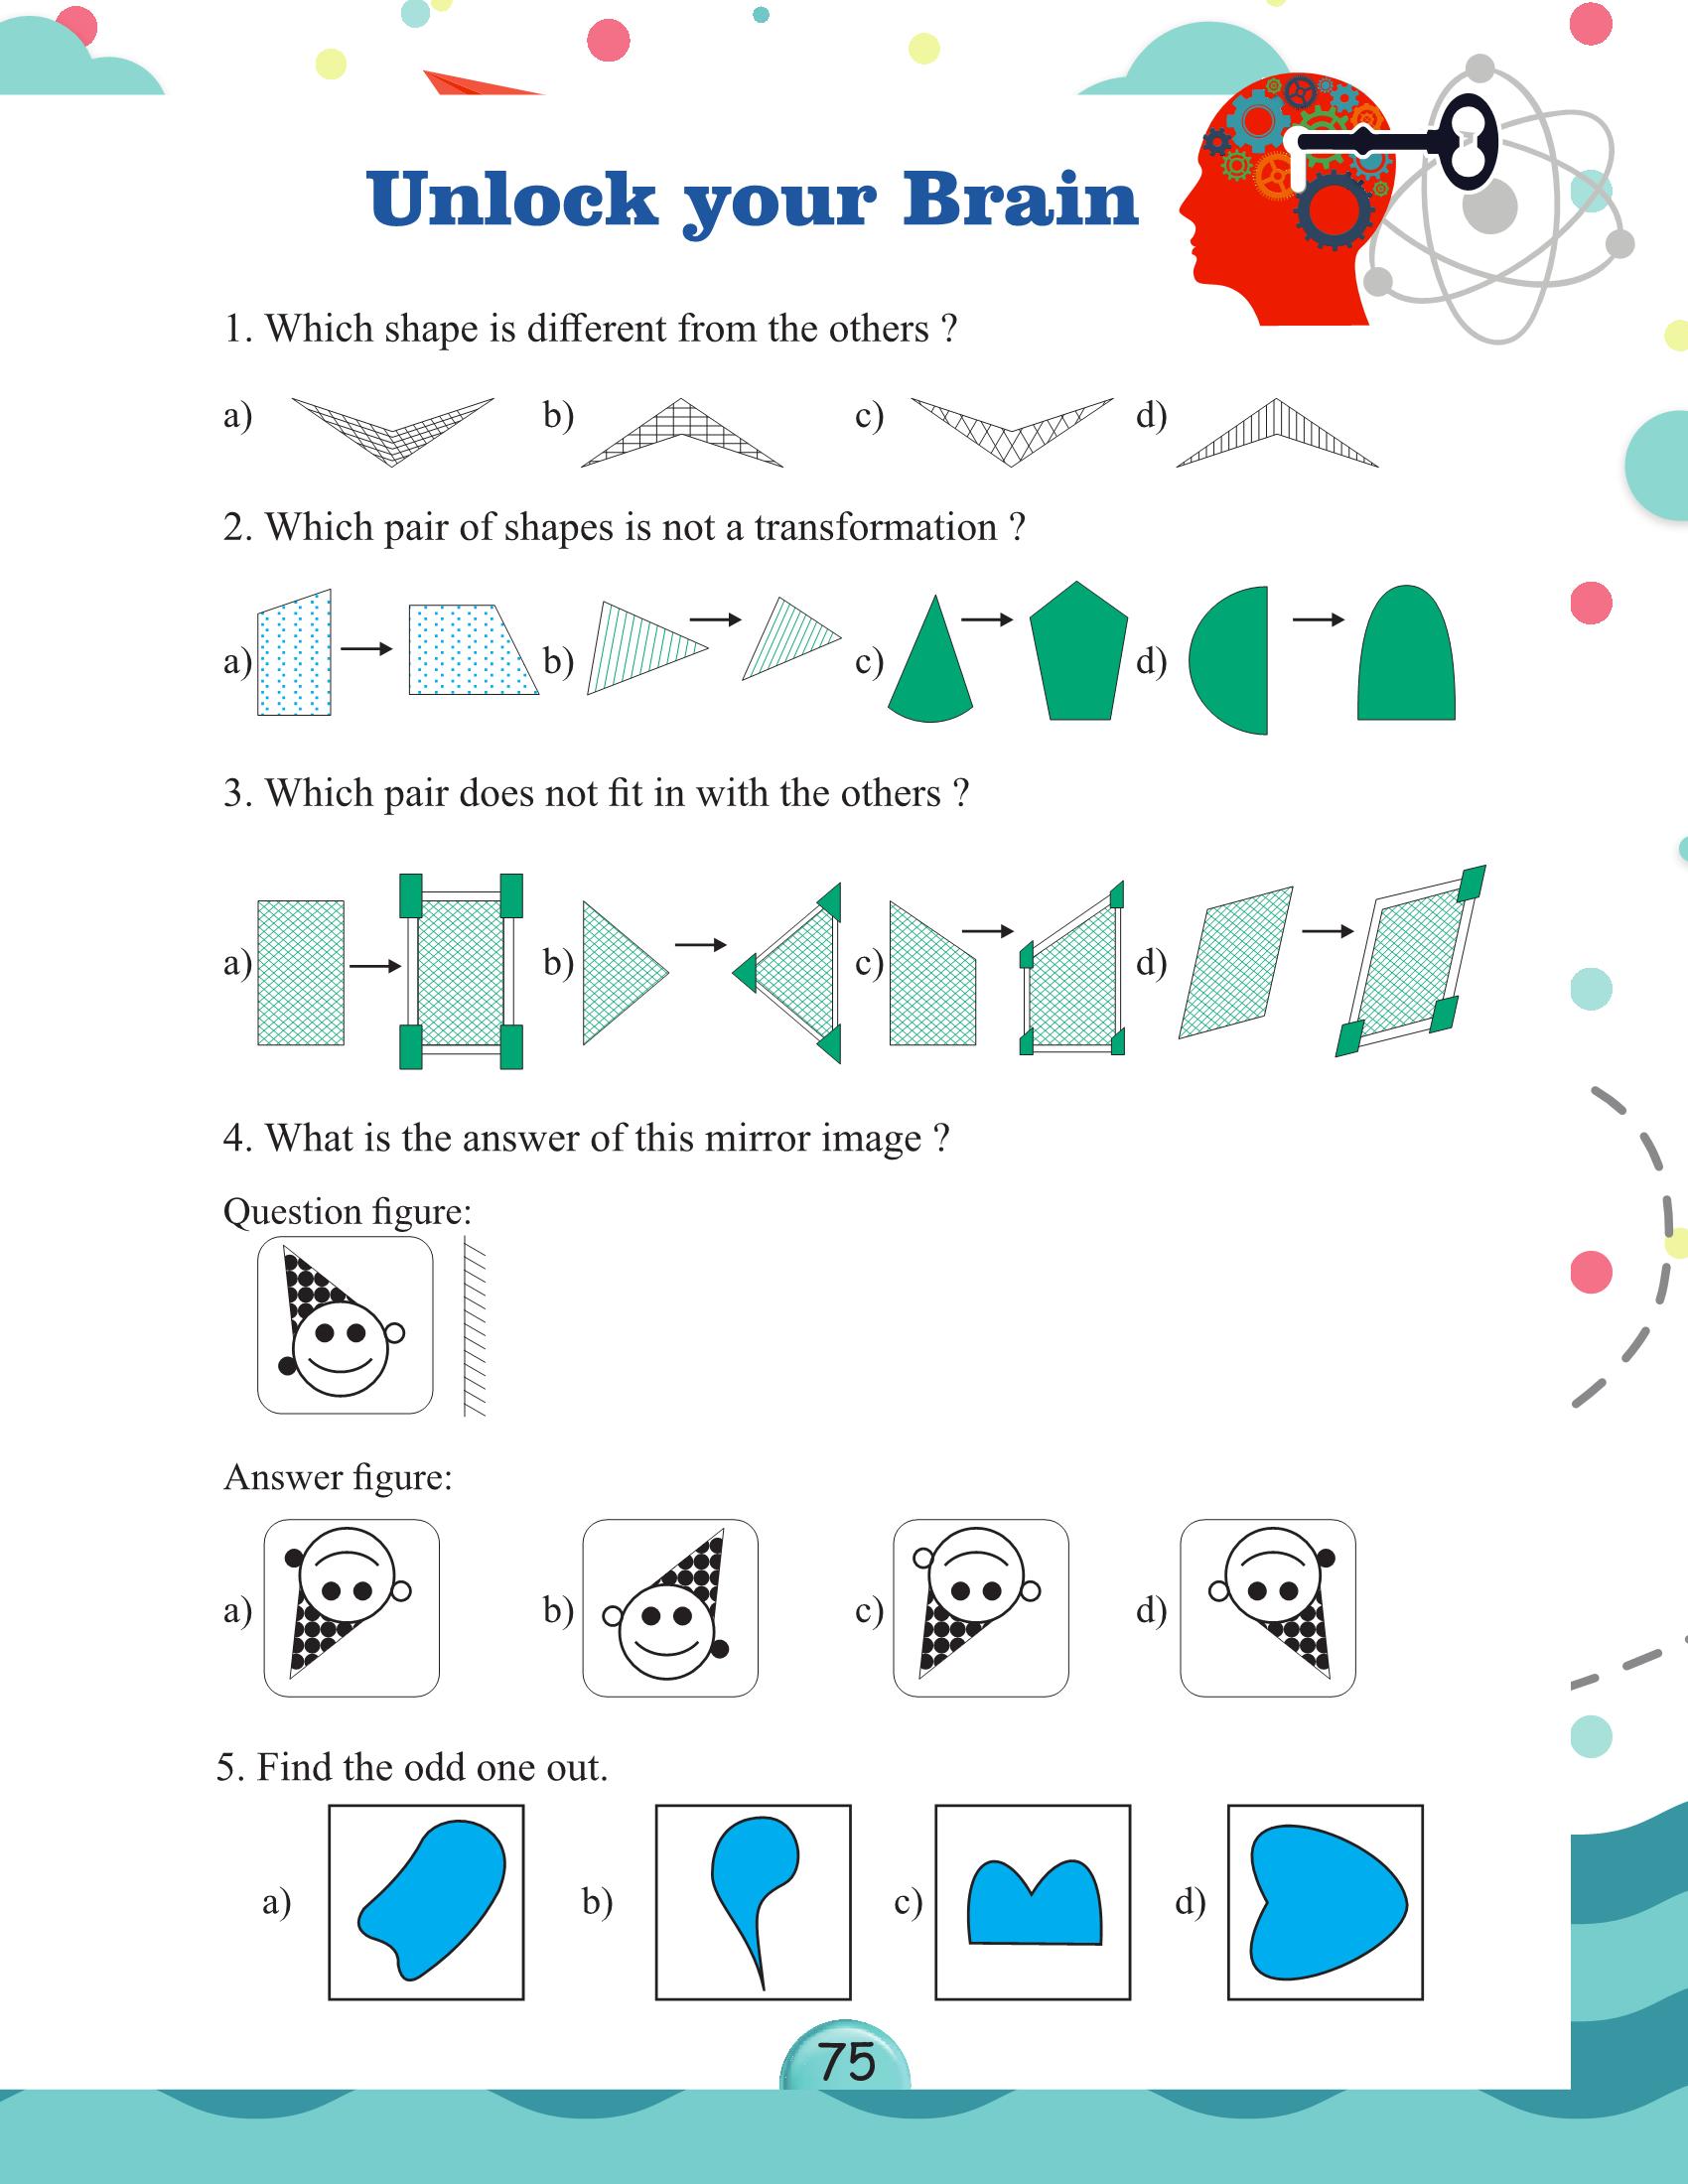 Unlock your Brain
1. Which shape is different from the others ?
a) b) c) d)
2. Which pair of shapes is not a transformation ?
a) b) c) d)
3. Which pair does not fit in with the others ?
a) b) c) d)
4. What is the answer of this mirror image ?
Question figure:
Answer figure:
a) b) c) d)
5. Find the odd one out.
a) b) c) d)
75